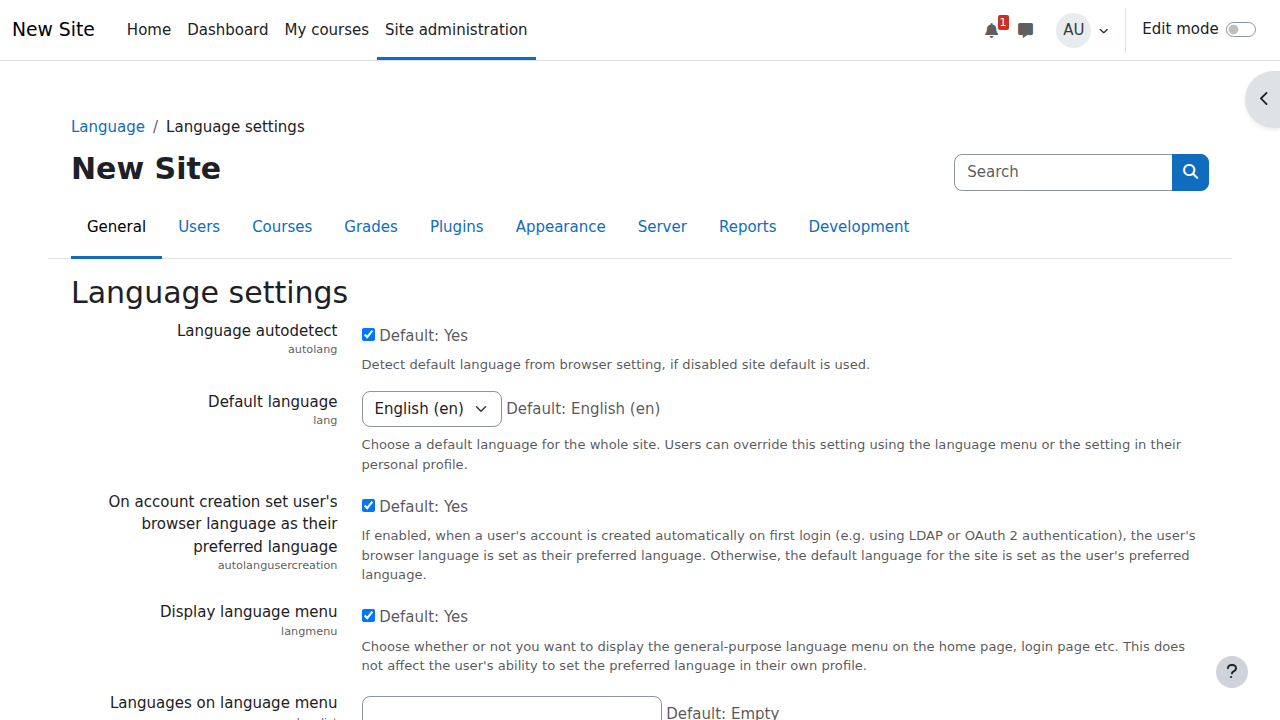 New Site
Home
Dashboard
My courses
Site administration
1
AU
Edit mode
Language / Language settings
New Site
Search
General
Users
Courses
Grades
Plugins
Appearance
Server
Reports
Development
Language settings
Language autodetect
autolang
Default: Yes
Detect default language from browser setting, if disabled site default is used.
Default language
lang
English (en)
Default: English (en)
Choose a default language for the whole site. Users can override this setting using the language menu or the setting in their
personal profile.
On account creation set user's
browser language as their
preferred language
autolangusercreation
Default: Yes
If enabled, when a user's account is created automatically on first login (e.g. using LDAP or OAuth 2 authentication), the user's
browser language is set as their preferred language. Otherwise, the default language for the site is set as the user's preferred
language.
Display language menu
langmenu
Default: Yes
Choose whether or not you want to display the general-purpose language menu on the home page, login page etc. This does
not affect the user's ability to set the preferred language in their own profile.
Languages on language menu
Default: Empty
?